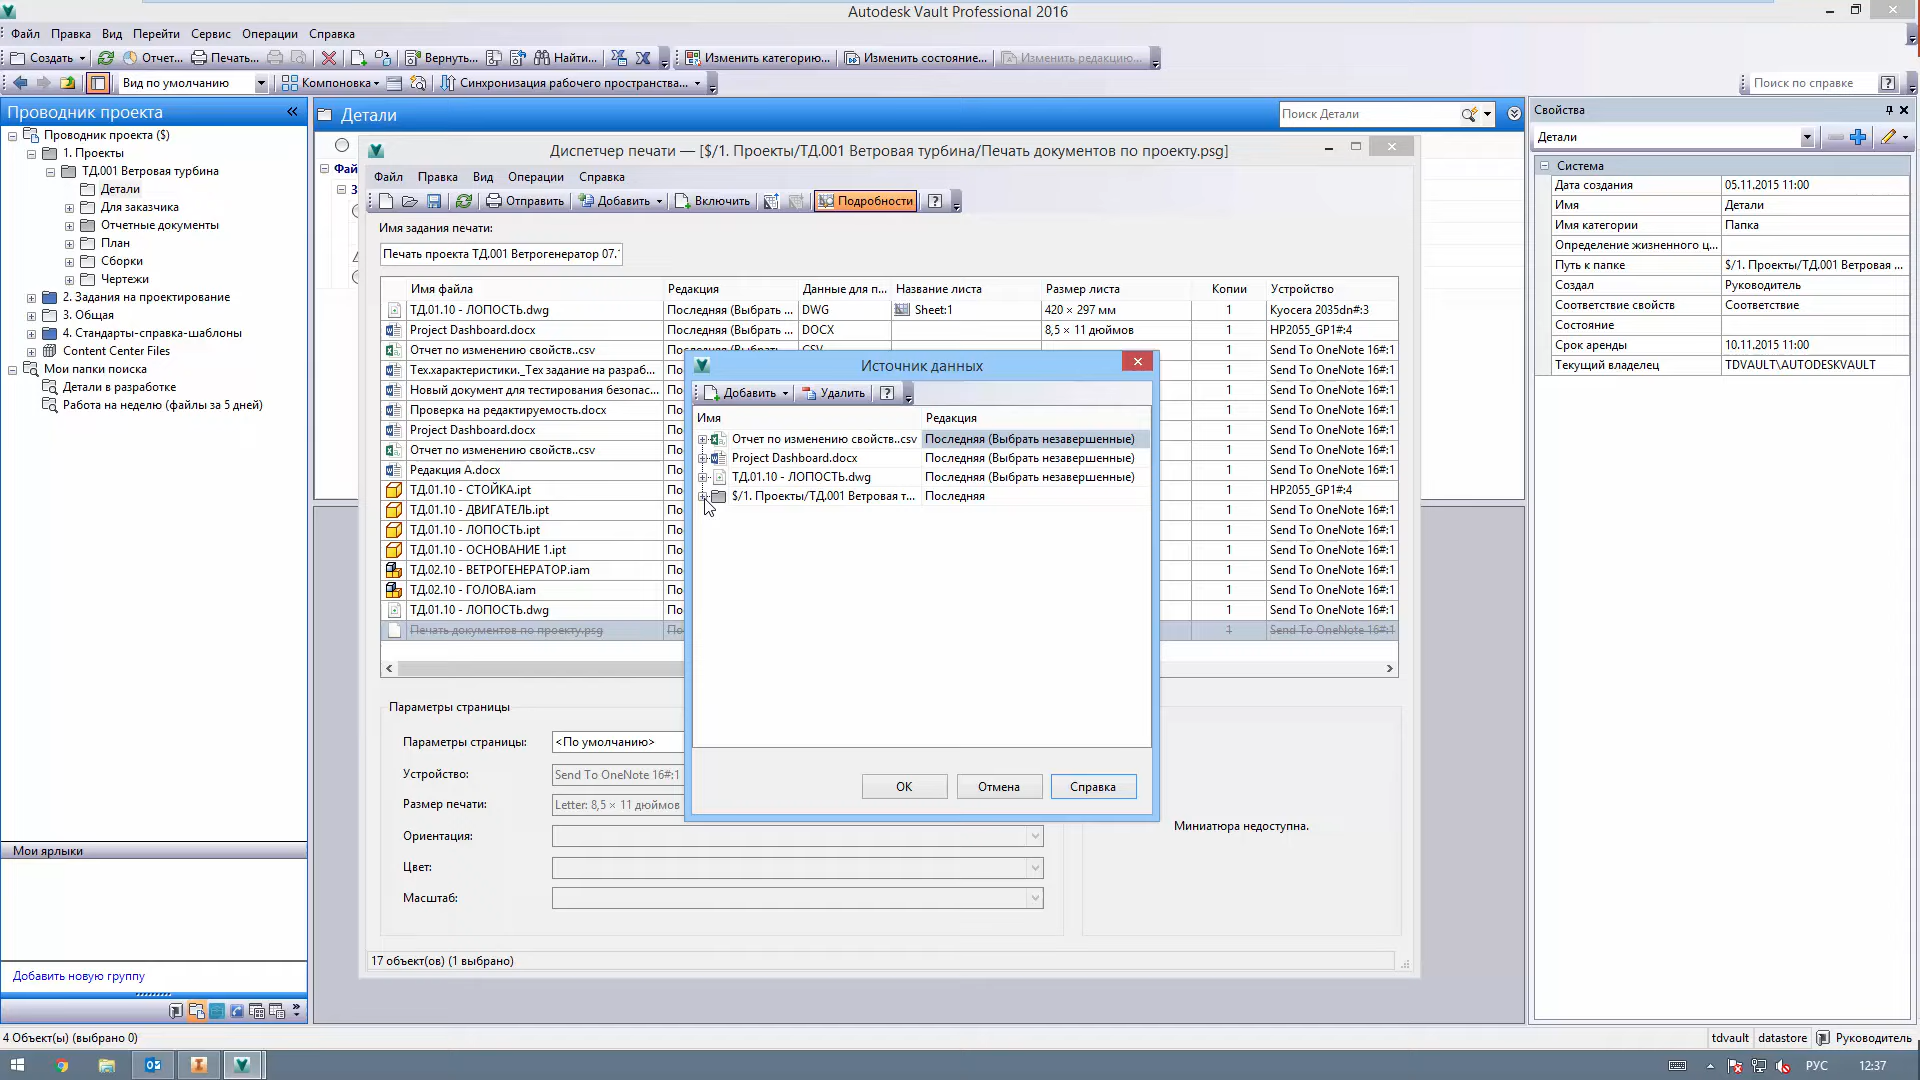 Autodesk Vault Professional 2016
Файл Правка Вид Перейти Сервис Операции Справка
Создать Отчет... Печать... Вернуть... Найти... Изменить категорию... Изменить состояние... Изменить редакцию...
Вид по умолчанию Компоновка Синхронизация рабочего пространства... Поиск по справке
Проводник проекта
Проводник проекта ($)
1. Проекты
ТД.001 Ветровая турбина
Детали
Для заказчика
Отчетные документы
План
Сборки
Чертежи
2. Задания на проектирование
3. Общая
4. Стандарты-справка-шаблоны
Content Center Files
Мои папки поиска
Детали в разработке
Работа на неделю (файлы за 5 дней)
Мои ярлыки
Добавить новую группу
Детали
Поиск Детали
Диспетчер печати — [$/1. Проекты/ТД.001 Ветровая турбина/Печать документов по проекту.psg]
Файл Правка Вид Операции Справка
Отправить Добавить Включить Подробности
Имя задания печати:
Печать проекта ТД.001 Ветрогенератор 07.
Имя файла Редакция Данные для п... Название листа Размер листа Копии Устройство
ТД.01.10 - ЛОПОСТЬ.dwg Последняя (Выбрать ... DWG Sheet:1 420 × 297 мм 1 Kyocera 2035dn#:3
Project Dashboard.docx Последняя (Выбрать ... DOCX 8,5 × 11 дюймов 1 HP2055_GP1#:4
Отчет по изменению свойств..csv Последняя (Выбрать ... CSV 1 Send To OneNote 16#:1
Тех.характеристики._Тех задание на разраб... По 1 Send To OneNote 16#:1
Новый документ для тестирования безопас... По 1 Send To OneNote 16#:1
Проверка на редактируемость.docx По 1 Send To OneNote 16#:1
Project Dashboard.docx По 1 Send To OneNote 16#:1
Отчет по изменению свойств..csv По 1 Send To OneNote 16#:1
Редакция A.docx По 1 Send To OneNote 16#:1
ТД.01.10 - СТОЙКА.ipt По 1 HP2055_GP1#:4
ТД.01.10 - ДВИГАТЕЛЬ.ipt По 1 Send To OneNote 16#:1
ТД.01.10 - ЛОПОСТЬ.ipt По 1 Send To OneNote 16#:1
ТД.01.10 - ОСНОВАНИЕ 1.ipt По 1 Send To OneNote 16#:1
ТД.02.10 - ВЕТРОГЕНЕРАТОР.iam По 1 Send To OneNote 16#:1
ТД.02.10 - ГОЛОВА.iam По 1 Send To OneNote 16#:1
ТД.01.10 - ЛОПОСТЬ.dwg По 1 Send To OneNote 16#:1
Печать документов по проекту.psg По 1 Send To OneNote 16#:1
Параметры страницы
Параметры страницы: <По умолчанию>
Устройство: Send To OneNote 16#:1
Размер печати: Letter: 8,5 × 11 дюймов
Ориентация:
Цвет:
Масштаб:
Миниатюра недоступна.
17 объект(ов) (1 выбрано)
Источник данных
Добавить Удалить
Имя Редакция
Отчет по изменению свойств..csv Последняя (Выбрать незавершенные)
Project Dashboard.docx Последняя (Выбрать незавершенные)
ТД.01.10 - ЛОПОСТЬ.dwg Последняя (Выбрать незавершенные)
$/1. Проекты/ТД.001 Ветровая т... Последняя
OK Отмена Справка
Свойства
Детали
Система
Дата создания 05.11.2015 11:00
Имя Детали
Имя категории Папка
Определение жизненного ц...
Путь к папке $/1. Проекты/ТД.001 Ветровая ...
Создал Руководитель
Соответствие свойств Соответствие
Состояние
Срок аренды 10.11.2015 11:00
Текущий владелец TDVAULT\AUTODESKVAULT
4 Объект(ы) (выбрано 0) tdvault datastore Руководитель
РУС 12:37